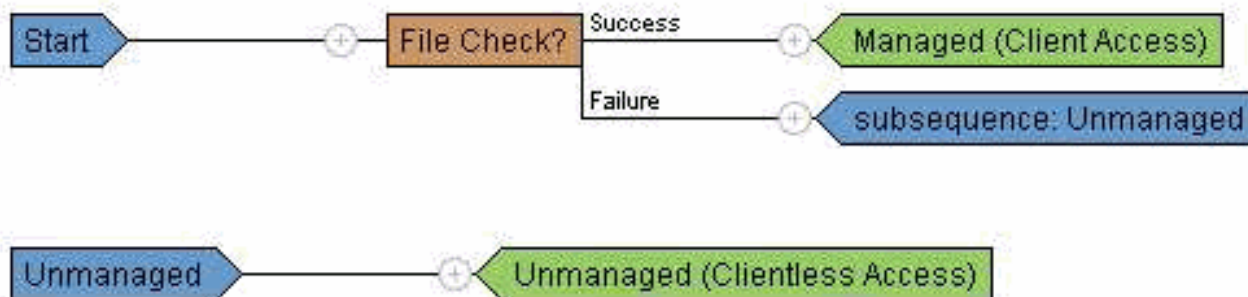 Start
File Check?
Success
Managed (Client Access)
Failure
subsequence: Unmanaged
Unmanaged
Unmanaged (Clientless Access)